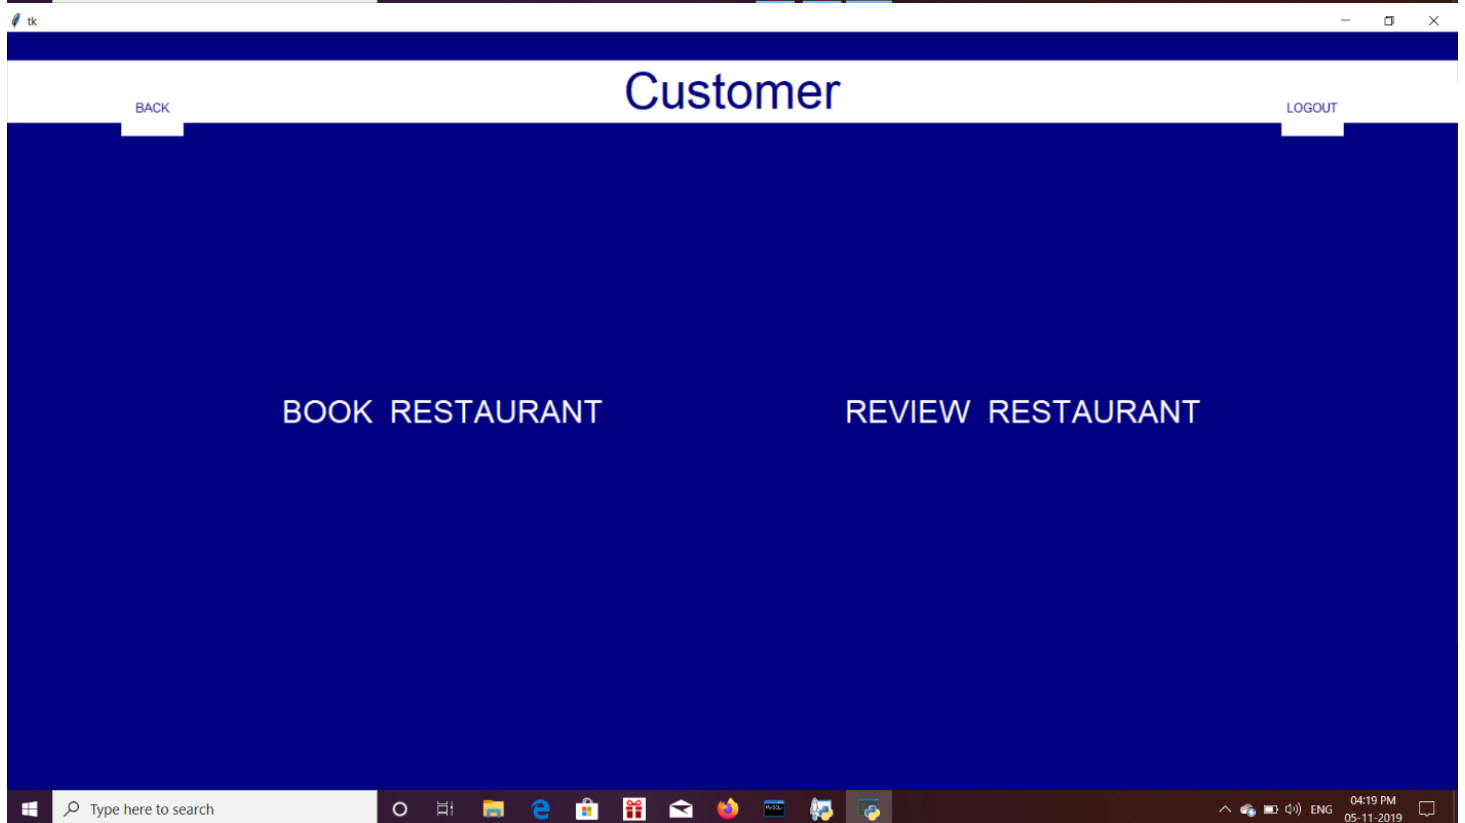 tk
Customer
BACK
LOGOUT
BOOK RESTAURANT
REVIEW RESTAURANT
Type here to search
ENG
04:19 PM
05-11-2019